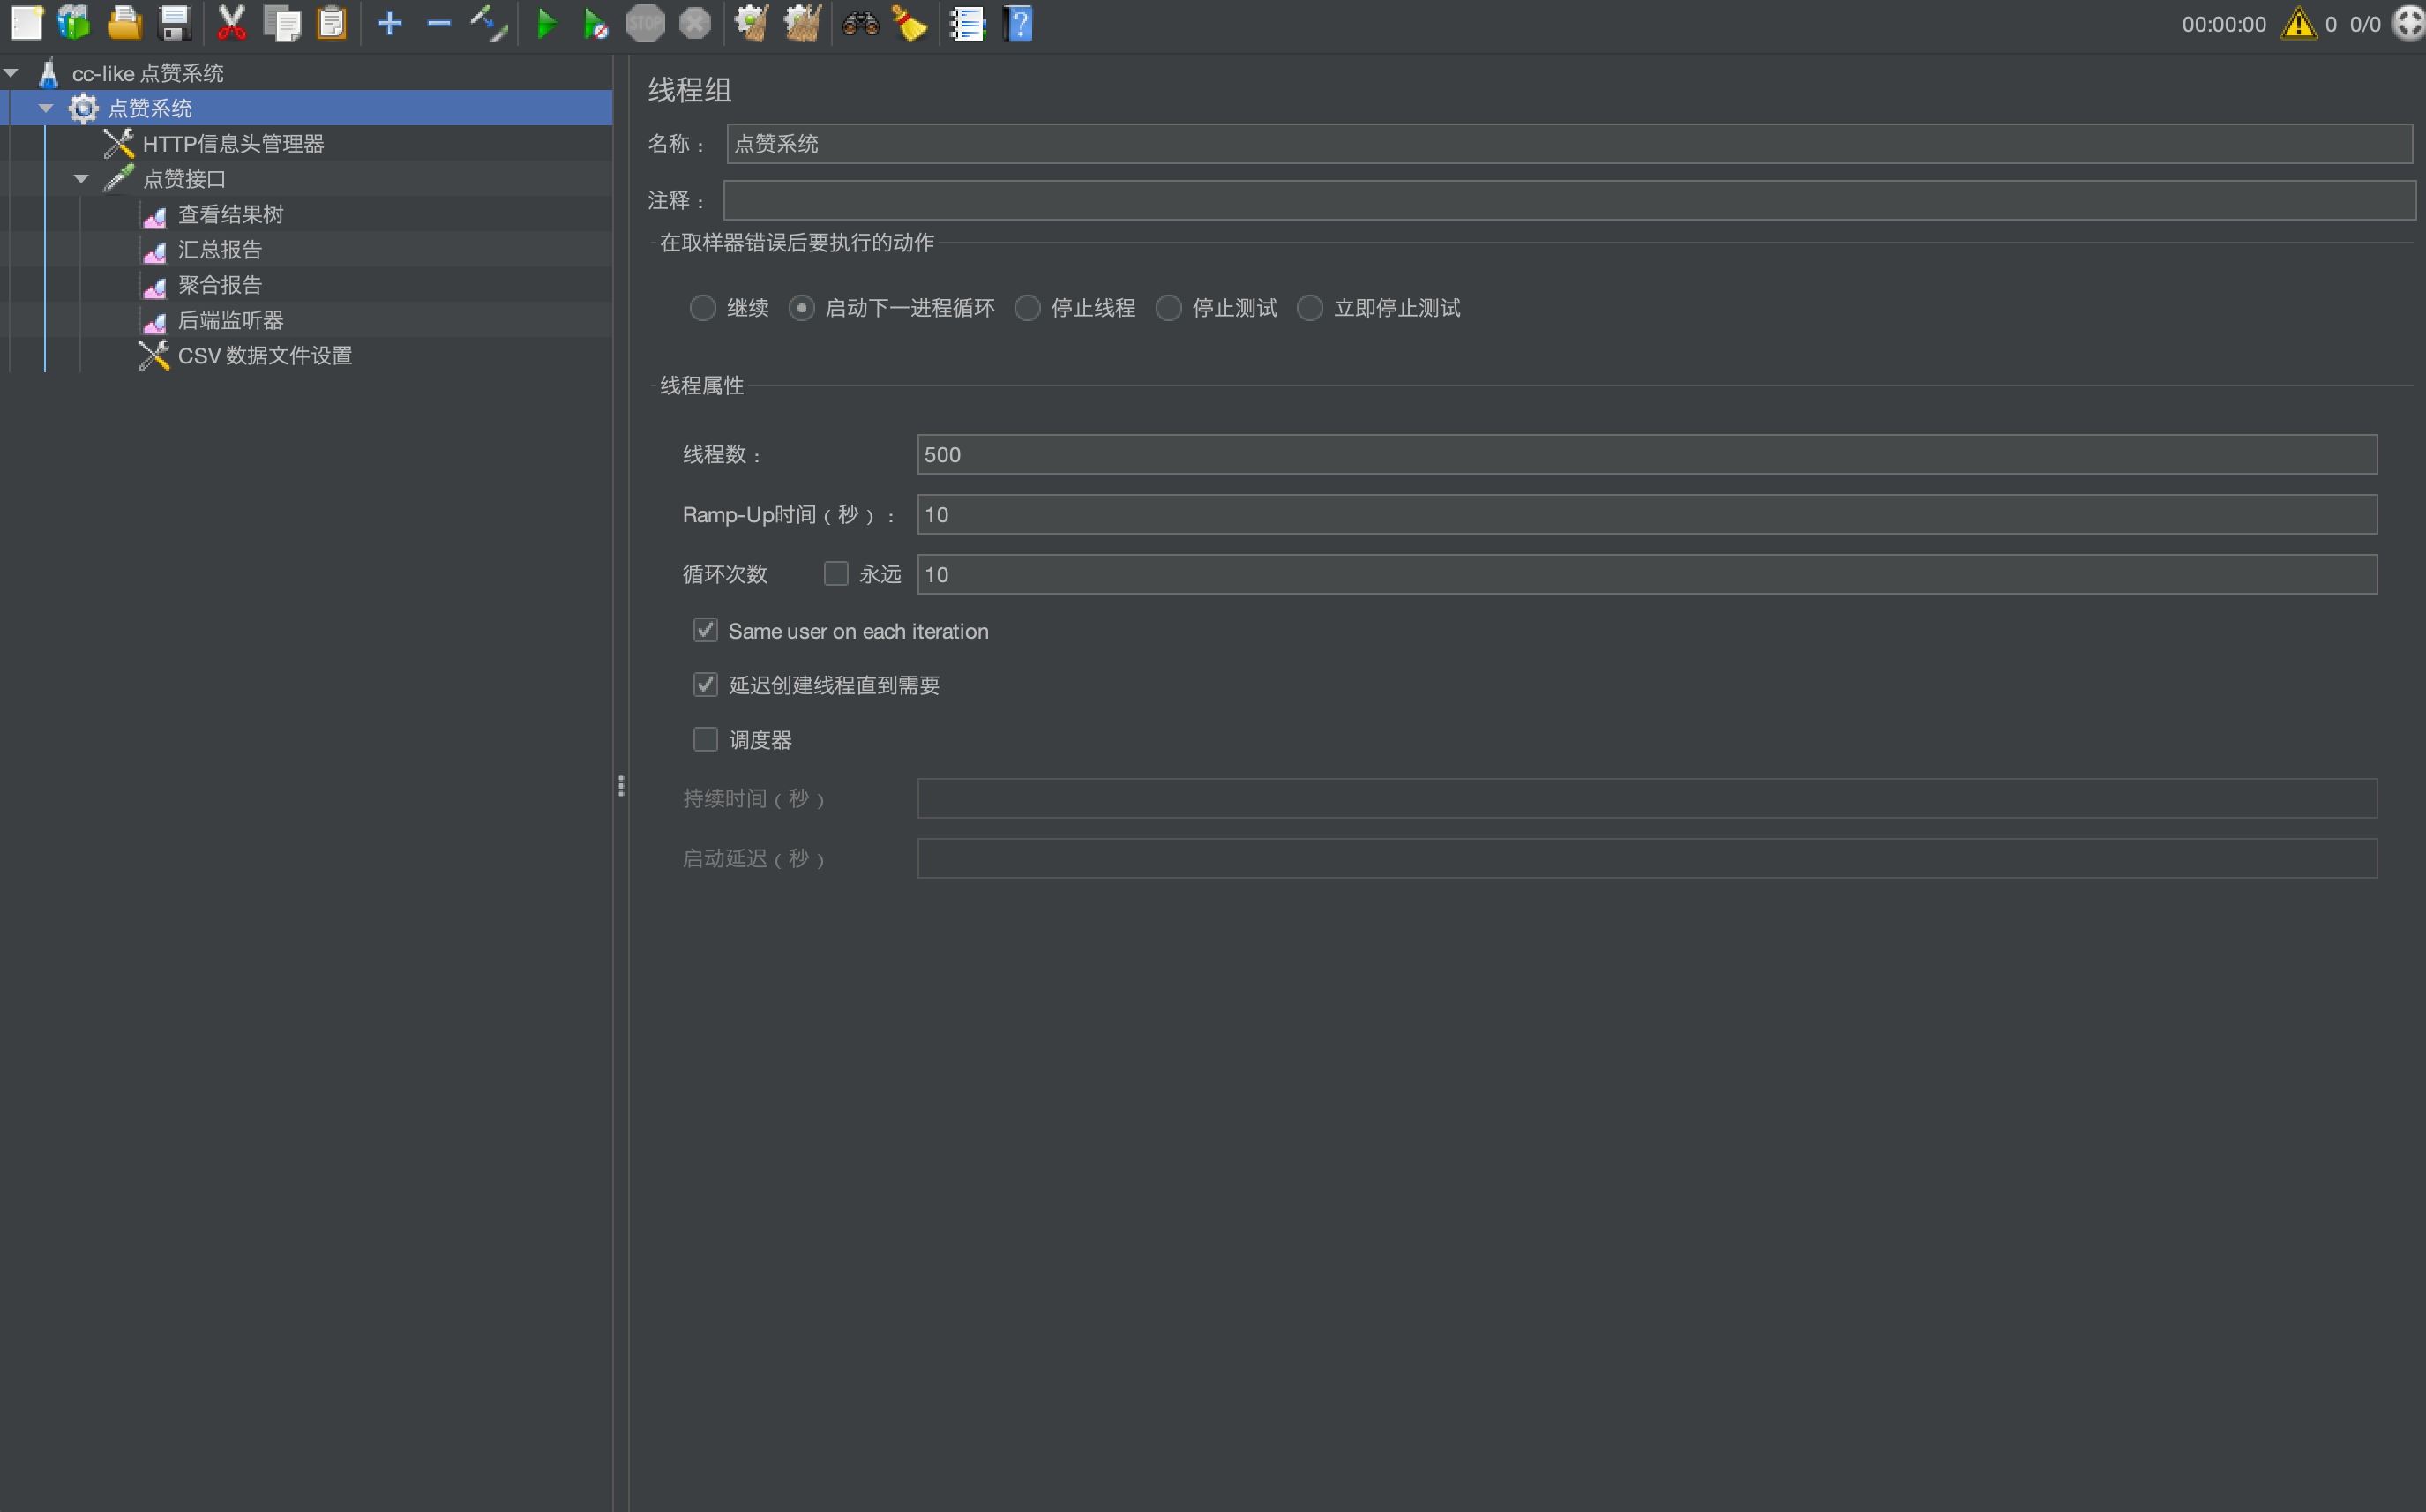 STOP
?
00:00:00
0
0/0
cc-like 点赞系统
点赞系统
HTTP信息头管理器
点赞接口
查看结果树
汇总报告
聚合报告
后端监听器
CSV 数据文件设置
线程组
名称：
点赞系统
注释：
在取样器错误后要执行的动作
继续 启动下一进程循环 停止线程 停止测试 立即停止测试
线程属性
线程数：
500
Ramp-Up时间（秒）：
10
循环次数 永远
10
Same user on each iteration
延迟创建线程直到需要
调度器
持续时间（秒）
启动延迟（秒）